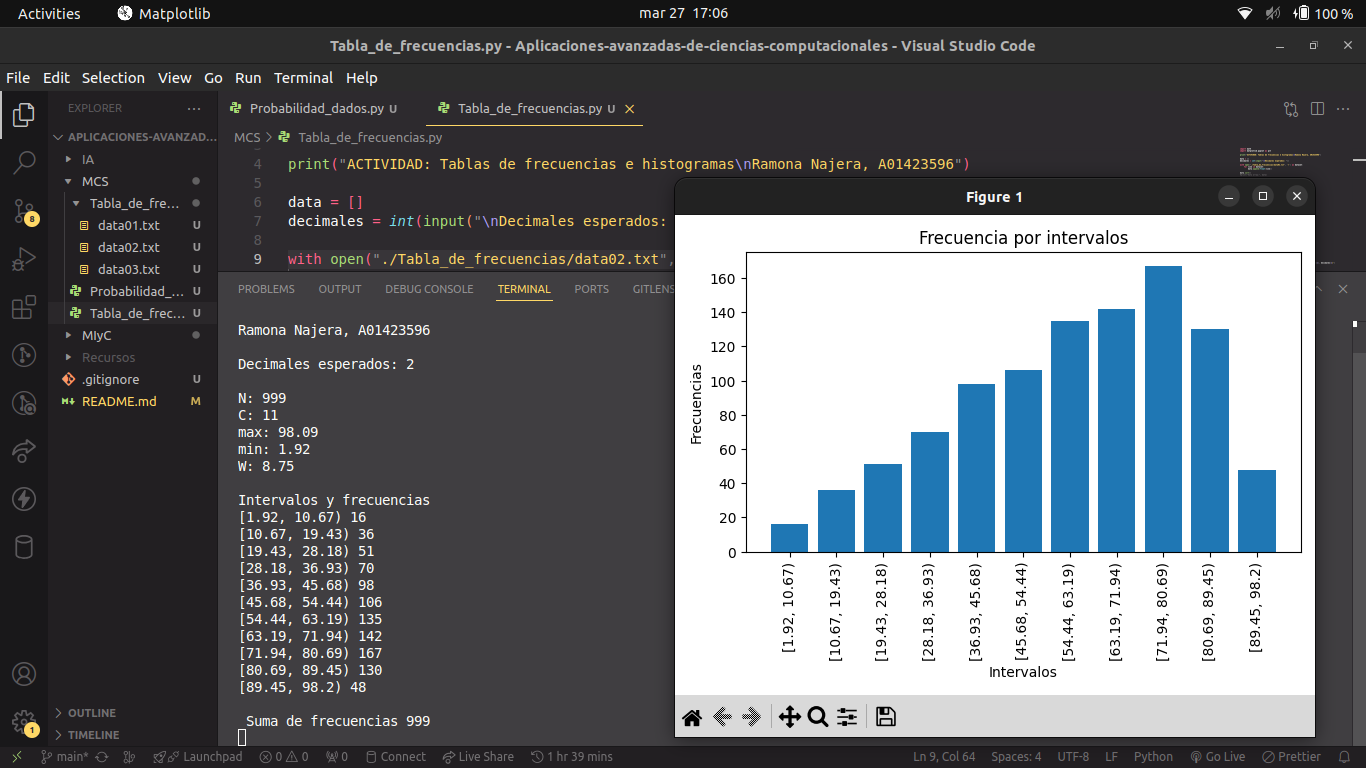 Activities Matplotlib mar 27 17:06 100 %
Tabla_de_frecuencias.py - Aplicaciones-avanzadas-de-ciencias-computacionales - Visual Studio Code
File Edit Selection View Go Run Terminal Help
EXPLORER ···
APLICACIONES-AVANZAD...
IA
MCS
Tabla_de_fre...
data01.txt U
data02.txt U
data03.txt U
Probabilidad_... U
Tabla_de_frec... U
MIyC
Recursos
.gitignore U
README.md M
OUTLINE
TIMELINE
8
1
Probabilidad_dados.py U Tabla_de_frecuencias.py U
MCS > Tabla_de_frecuencias.py
4 print("ACTIVIDAD: Tablas de frecuencias e histogramas\nRamona Najera, A01423596")
5
6 data = []
7 decimales = int(input("\nDecimales esperados:
8
9 with open("./Tabla_de_frecuencias/data02.txt",
PROBLEMS OUTPUT DEBUG CONSOLE TERMINAL PORTS GITLENS
Ramona Najera, A01423596
Decimales esperados: 2
N: 999
C: 11
max: 98.09
min: 1.92
W: 8.75
Intervalos y frecuencias
[1.92, 10.67) 16
[10.67, 19.43) 36
[19.43, 28.18) 51
[28.18, 36.93) 70
[36.93, 45.68) 98
[45.68, 54.44) 106
[54.44, 63.19) 135
[63.19, 71.94) 142
[71.94, 80.69) 167
[80.69, 89.45) 130
[89.45, 98.2) 48
Suma de frecuencias 999
Figure 1
Frecuencia por intervalos
Frecuencias
160
140
120
100
80
60
40
20
0
[1.92, 10.67)
[10.67, 19.43)
[19.43, 28.18)
[28.18, 36.93)
[36.93, 45.68)
[45.68, 54.44)
[54.44, 63.19)
[63.19, 71.94)
[71.94, 80.69)
[80.69, 89.45)
[89.45, 98.2)
Intervalos
main* Launchpad 0 0 0 Connect Live Share 1 hr 39 mins Ln 9, Col 64 Spaces: 4 UTF-8 LF Python Go Live Prettier